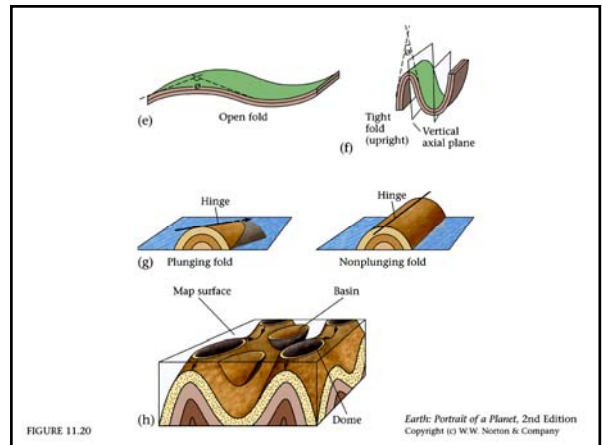 (e)
Open fold
Tight
fold
(upright)
Vertical
axial plane
(f)
Hinge
(g)
Plunging fold
Hinge
Nonplunging fold
Map surface
Basin
(h)
Dome
FIGURE 11.20
Earth: Portrait of a Planet, 2nd Edition
Copyright (c) W.W. Norton & Company